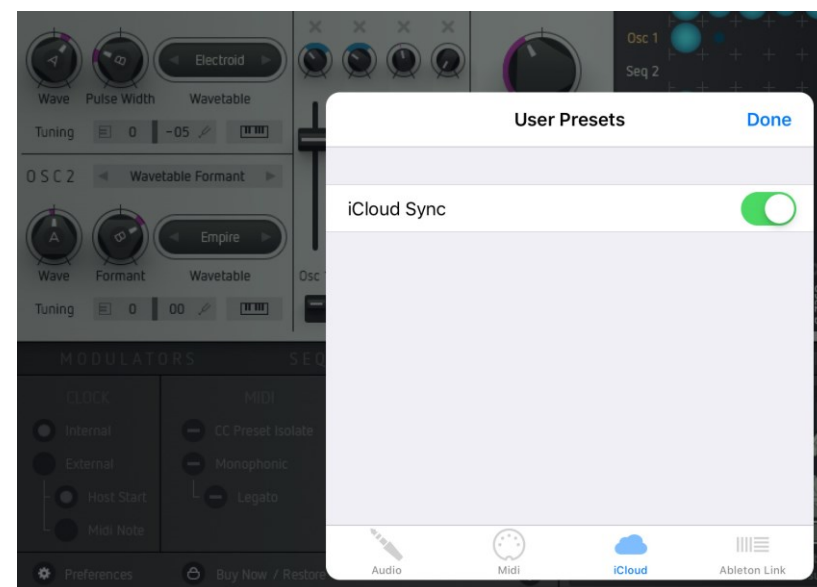 Osc 1
Electroid
Seq 2
Wave Pulse Width Wavetable
User Presets Done
Tuning 0 -05
OSC2 Wavetable Formant
iCloud Sync
Empire
Wave Formant Wavetable Osc
Tuning 0 00
MODULATORS SEQ
CLOCK MIDI
Internal CC Preset Isolate
External Monophonic
Host Start Legato
Midi Note
Preferences Buy Now / Restore
Audio Midi iCloud Ableton Link